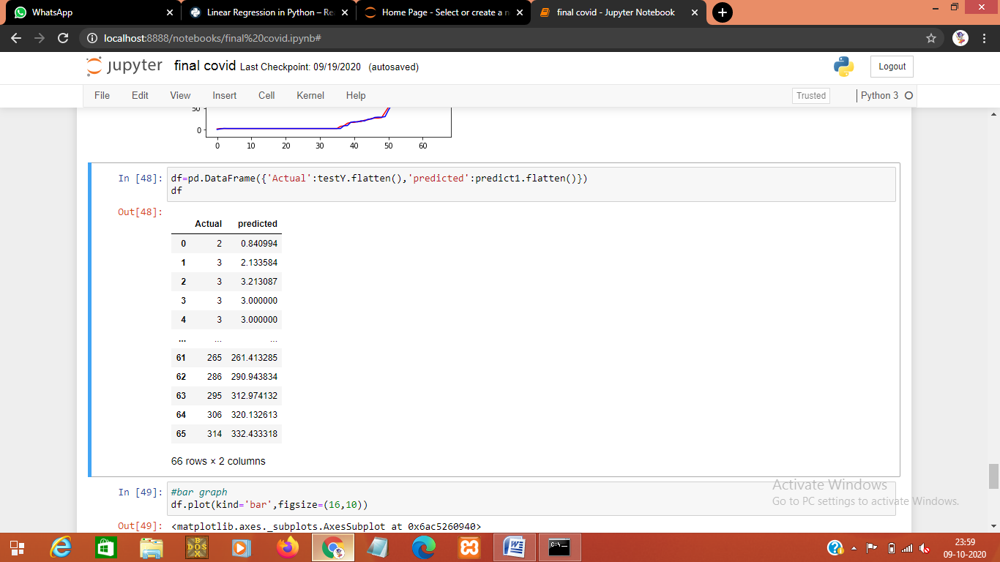 WhatsApp
Linear Regression in Python – Re
Home Page - Select or create a n
final covid - Jupyter Notebook
localhost:8888/notebooks/final%20covid.ipynb#
jupyter final covid Last Checkpoint: 09/19/2020 (autosaved)
Logout
File Edit View Insert Cell Kernel Help
Trusted
Python 3
50
0
0 10 20 30 40 50 60
In [48]: df=pd.DataFrame({'Actual':testY.flatten(),'predicted':predict1.flatten()})
df
Out[48]:
Actual predicted
0 2 0.840994
1 3 2.133584
2 3 3.213087
3 3 3.000000
4 3 3.000000
... ... ...
61 265 261.413285
62 286 290.943834
63 295 312.974132
64 306 320.132613
65 314 332.433318
66 rows × 2 columns
In [49]: #bar graph
df.plot(kind='bar',figsize=(16,10))
Out[49]: <matplotlib.axes._subplots.AxesSubplot at 0x6ac5260940>
Activate Windows
Go to PC settings to activate Windows.
23:59
09-10-2020